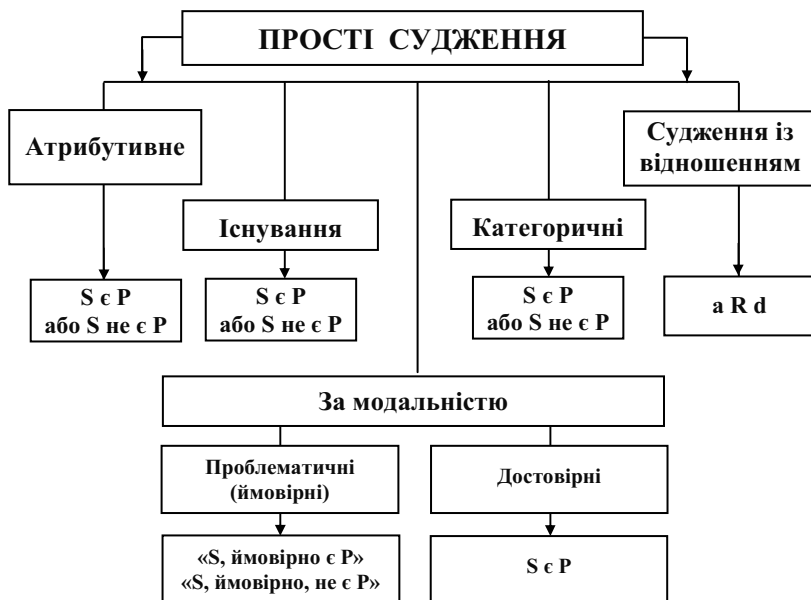 ПРОСТІ СУДЖЕННЯ
Атрибутивне
Судження із
відношенням
Існування
Категоричні
S є P
або S не є P
S є P
або S не є P
S є P
або S не є P
a R d
За модальністю
Проблематичні
(ймовірні)
Достовірні
«S, ймовірно є P»
«S, ймовірно, не є P»
S є P